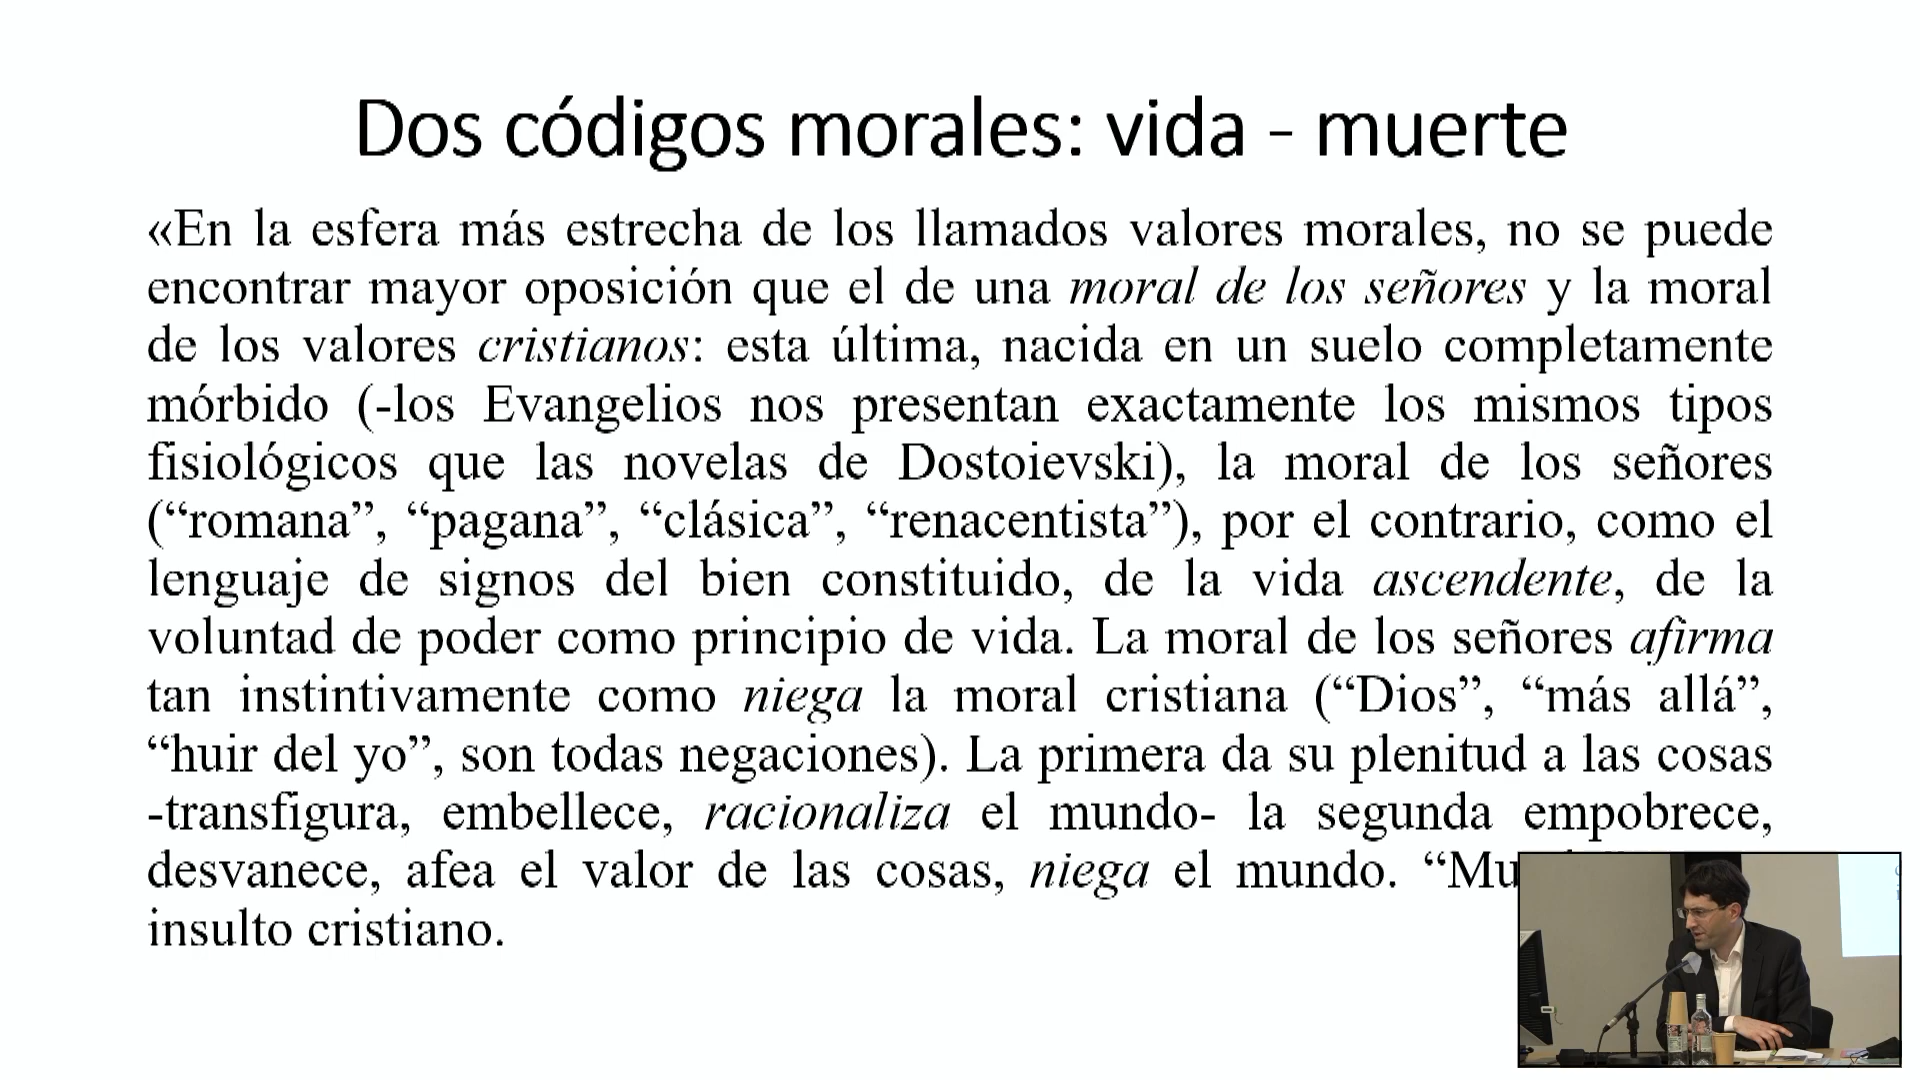 Dos códigos morales: vida - muerte
«En la esfera más estrecha de los llamados valores morales, no se puede
encontrar mayor oposición que el de una moral de los señores y la moral
de los valores cristianos: esta última, nacida en un suelo completamente
mórbido (-los Evangelios nos presentan exactamente los mismos tipos
fisiológicos que las novelas de Dostoievski), la moral de los señores
(“romana”, “pagana”, “clásica”, “renacentista”), por el contrario, como el
lenguaje de signos del bien constituido, de la vida ascendente, de la
voluntad de poder como principio de vida. La moral de los señores afirma
tan instintivamente como niega la moral cristiana (“Dios”, “más allá”,
“huir del yo”, son todas negaciones). La primera da su plenitud a las cosas
-transfigura, embellece, racionaliza el mundo- la segunda empobrece,
desvanece, afea el valor de las cosas, niega el mundo.
insulto cristiano.